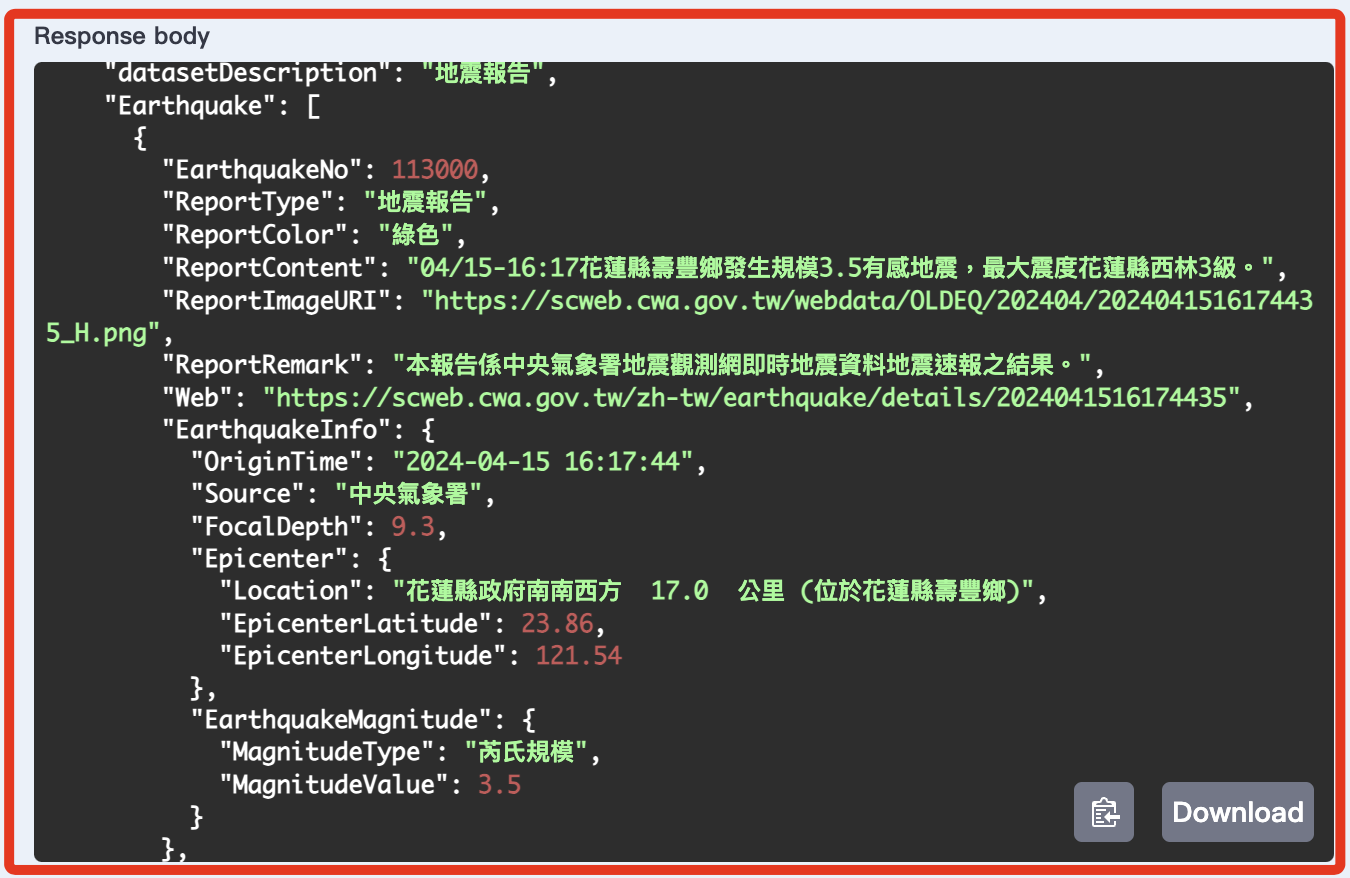 Response body
"datasetDescription": "地震報告",
"Earthquake": [
{
"EarthquakeNo": 113000,
"ReportType": "地震報告",
"ReportColor": "綠色",
"ReportContent": "04/15-16:17花蓮縣壽豐鄉發生規模3.5有感地震，最大震度花蓮縣西林3級。",
"ReportImageURI": "https://scweb.cwa.gov.tw/webdata/OLDEQ/202404/202404151617443
5_H.png",
"ReportRemark": "本報告係中央氣象署地震觀測網即時地震資料地震速報之結果。",
"Web": "https://scweb.cwa.gov.tw/zh-tw/earthquake/details/2024041516174435",
"EarthquakeInfo": {
"OriginTime": "2024-04-15 16:17:44",
"Source": "中央氣象署",
"FocalDepth": 9.3,
"Epicenter": {
"Location": "花蓮縣政府南南西方  17.0  公里 (位於花蓮縣壽豐鄉)",
"EpicenterLatitude": 23.86,
"EpicenterLongitude": 121.54
},
"EarthquakeMagnitude": {
"MagnitudeType": "芮氏規模",
"MagnitudeValue": 3.5
}
},
Download